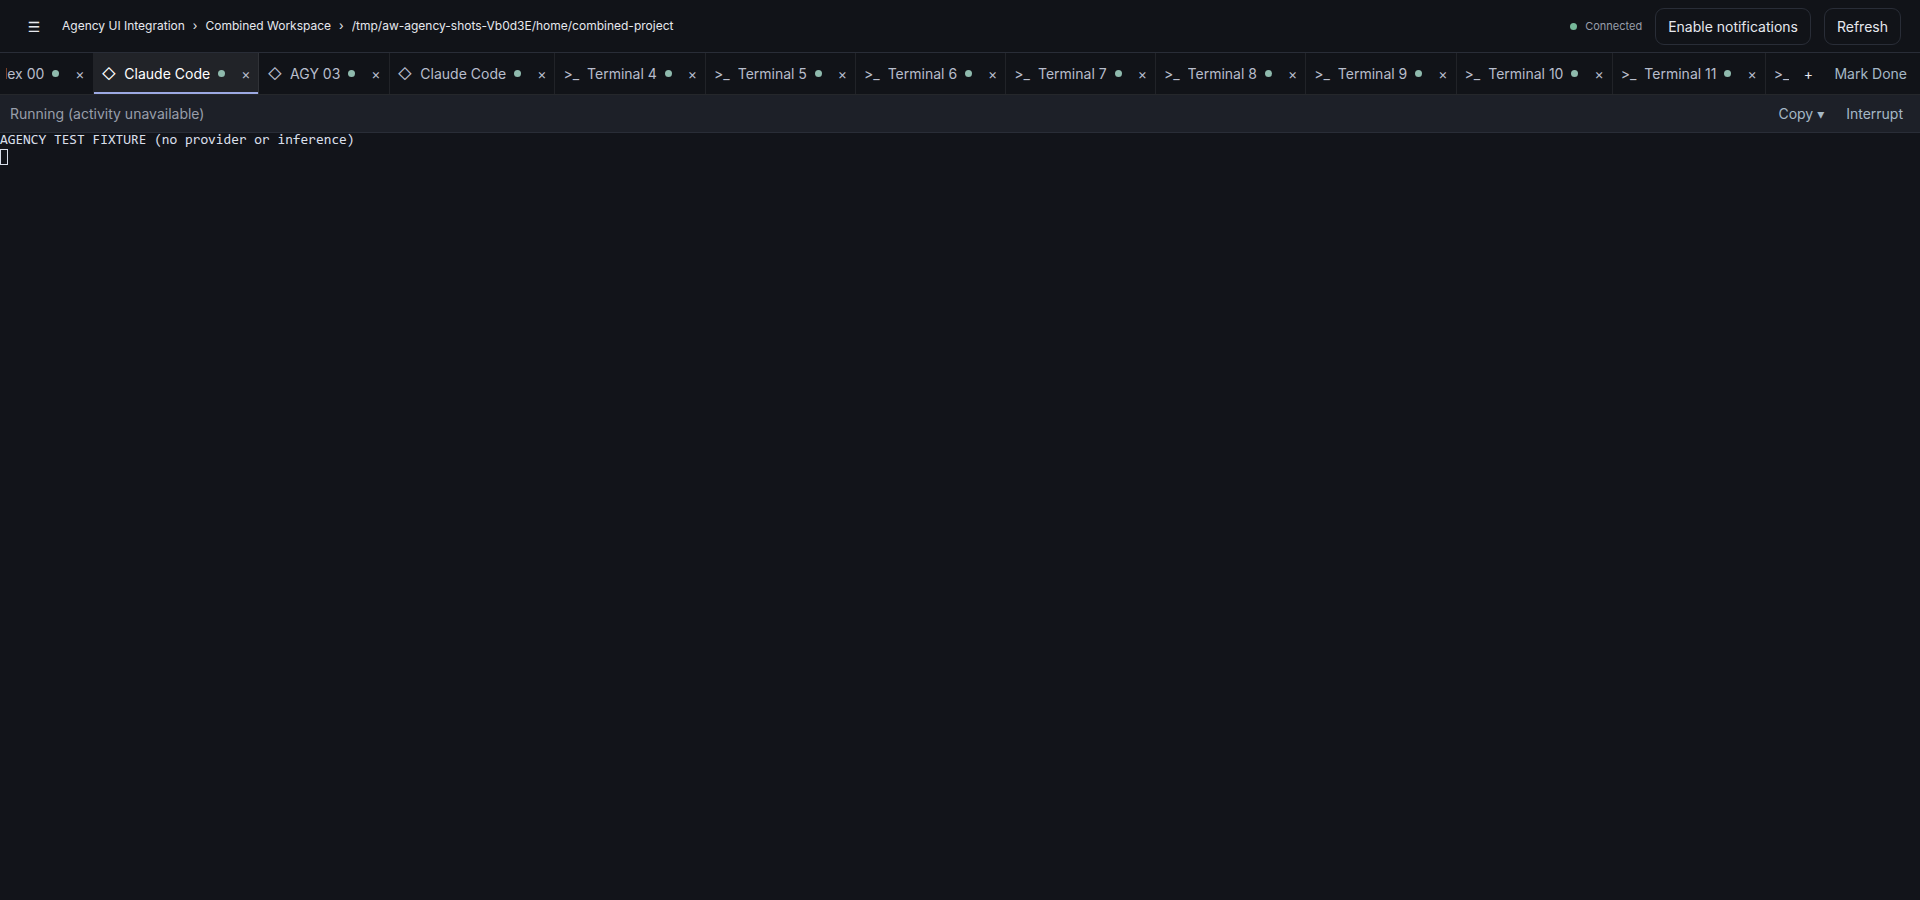 Agency UI Integration › Combined Workspace › /tmp/aw-agency-shots-Vb0d3E/home/combined-project
Connected Enable notifications Refresh
ex 00 × Claude Code × AGY 03 × Claude Code × >_ Terminal 4 × >_ Terminal 5 × >_ Terminal 6 × >_ Terminal 7 × >_ Terminal 8 × >_ Terminal 9 × >_ Terminal 10 × >_ Terminal 11 × >_ + Mark Done
Running (activity unavailable) Copy ▾ Interrupt
AGENCY TEST FIXTURE (no provider or inference)